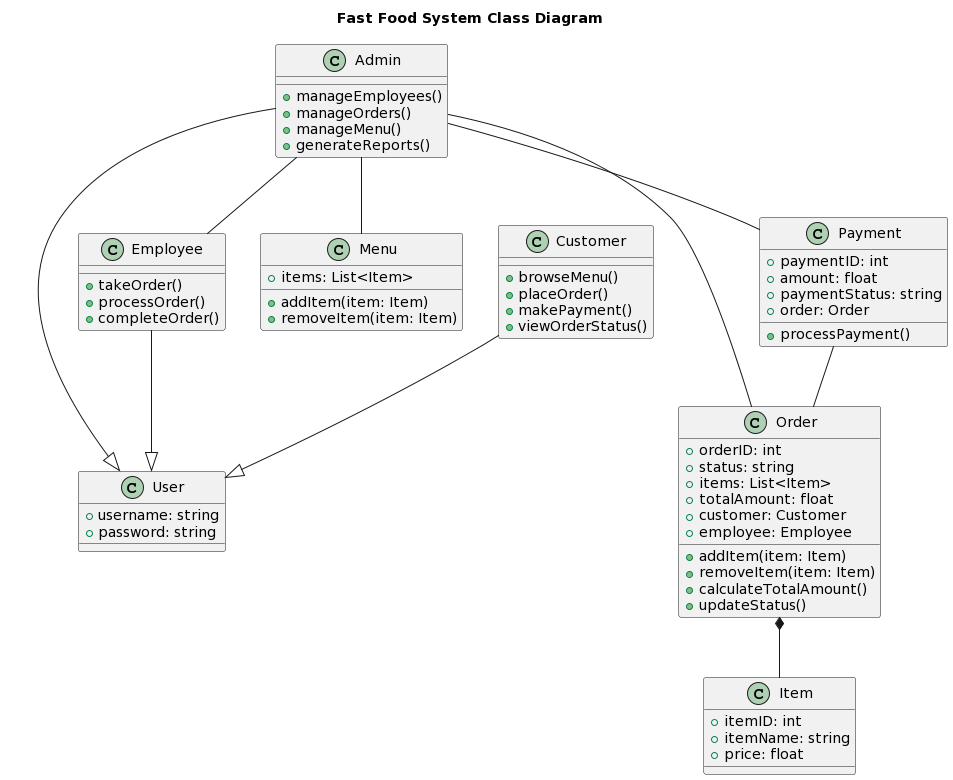 Fast Food System Class Diagram
C Admin
manageEmployees()
manageOrders()
manageMenu()
generateReports()
C Employee
takeOrder()
processOrder()
completeOrder()
C Menu
items: List<Item>
addItem(item: Item)
removeItem(item: Item)
C Customer
browseMenu()
placeOrder()
makePayment()
viewOrderStatus()
C Payment
paymentID: int
amount: float
paymentStatus: string
order: Order
processPayment()
C User
username: string
password: string
C Order
orderID: int
status: string
items: List<Item>
totalAmount: float
customer: Customer
employee: Employee
addItem(item: Item)
removeItem(item: Item)
calculateTotalAmount()
updateStatus()
C Item
itemID: int
itemName: string
price: float